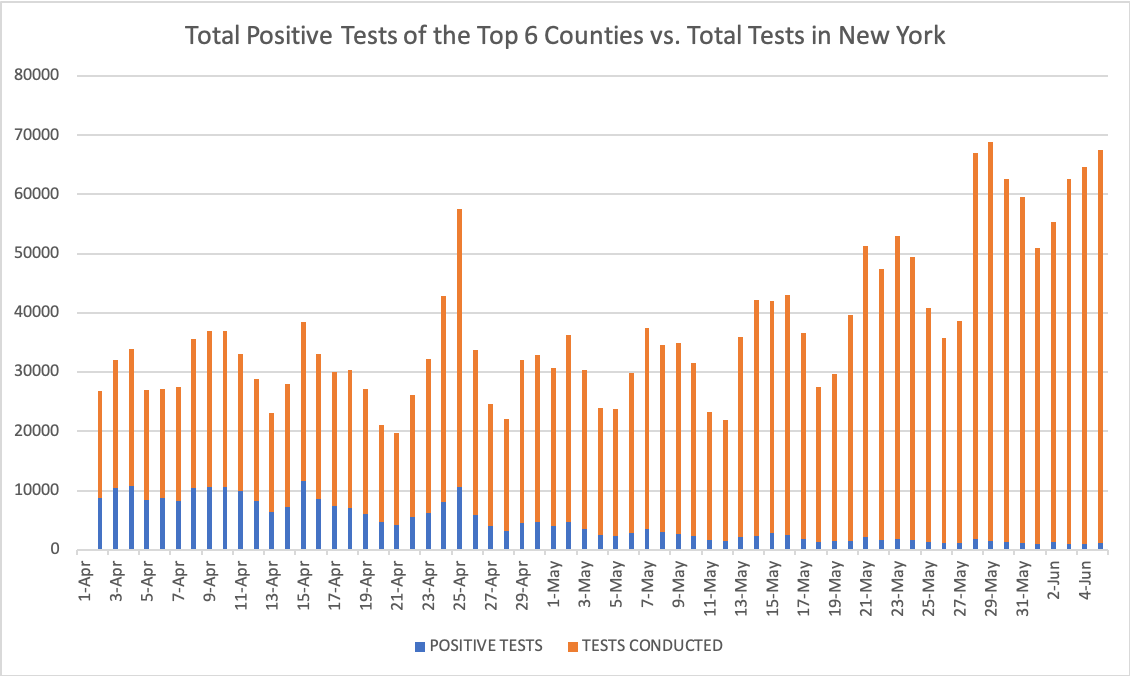 Total Positive Tests of the Top 6 Counties vs. Total Tests in New York
80000
70000
60000
50000
40000
30000
20000
10000
0
1-Apr
3-Apr
5-Apr
7-Apr
9-Apr
11-Apr
13-Apr
15-Apr
17-Apr
19-Apr
21-Apr
23-Apr
25-Apr
27-Apr
29-Apr
1-May
3-May
5-May
7-May
9-May
11-May
13-May
15-May
17-May
19-May
21-May
23-May
25-May
27-May
29-May
31-May
2-Jun
4-Jun
POSITIVE TESTS TESTS CONDUCTED